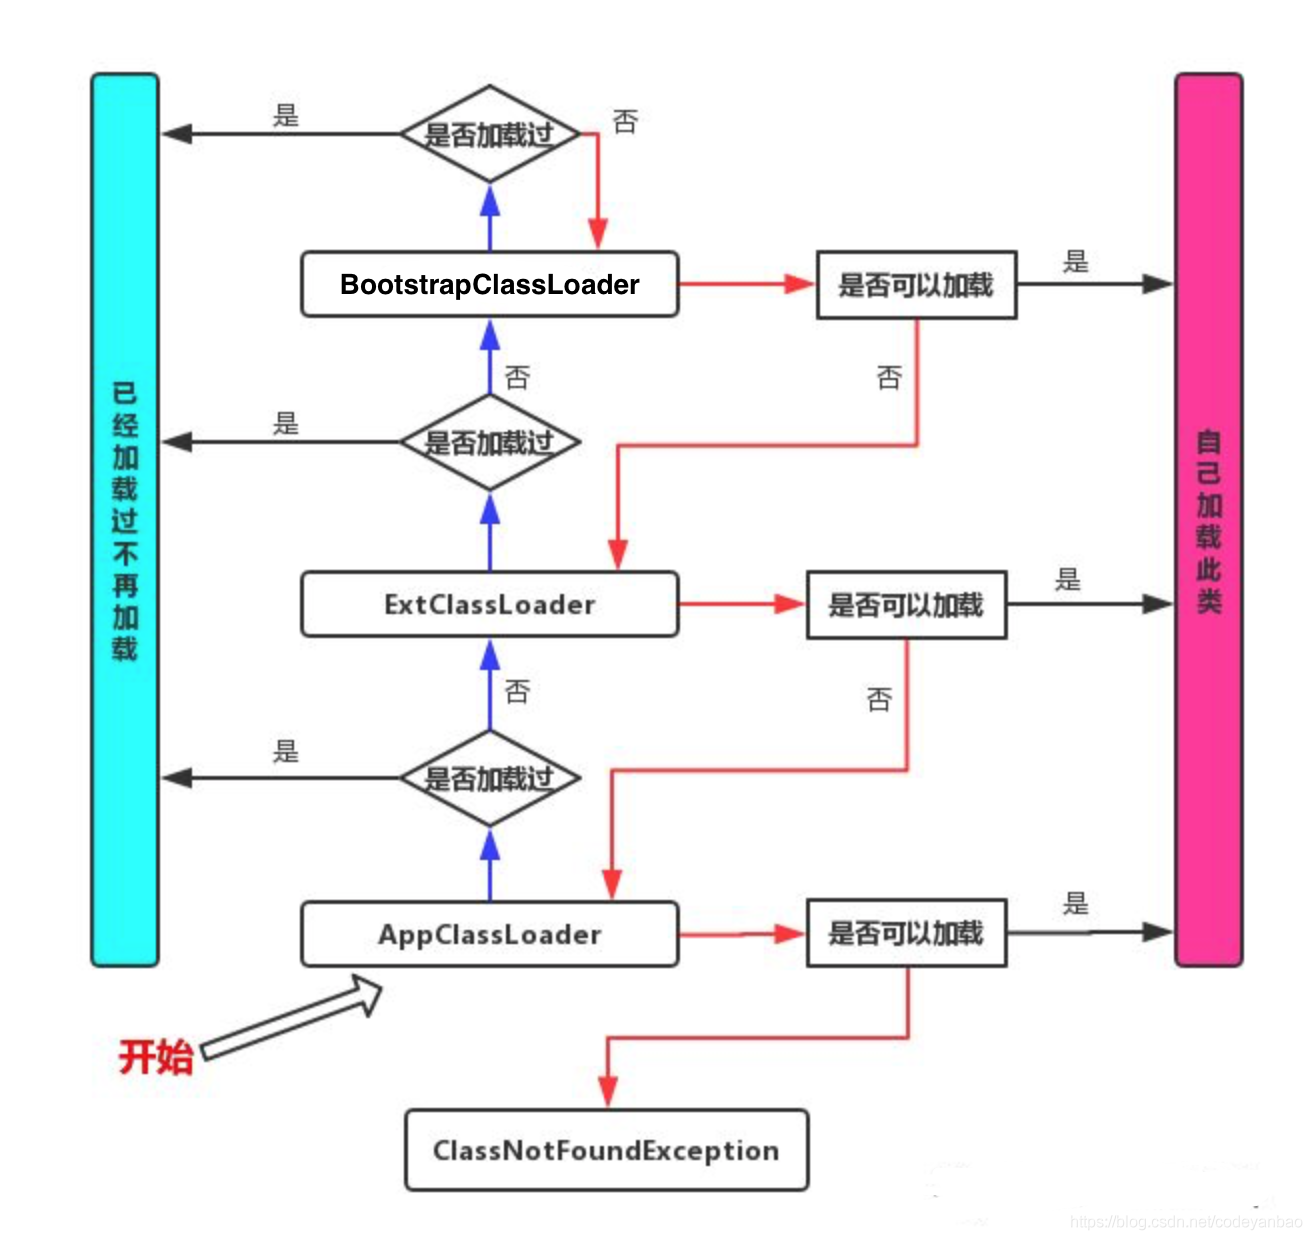 是
是否加载过
否
BootstrapClassLoader
是否可以加载
是
否
否
是
是否加载过
已经加载过不再加载
自己加载此类
ExtClassLoader
是否可以加载
是
否
否
是
是否加载过
AppClassLoader
是否可以加载
是
开始
ClassNotFoundException
https://blog.csdn.net/codeyanbao